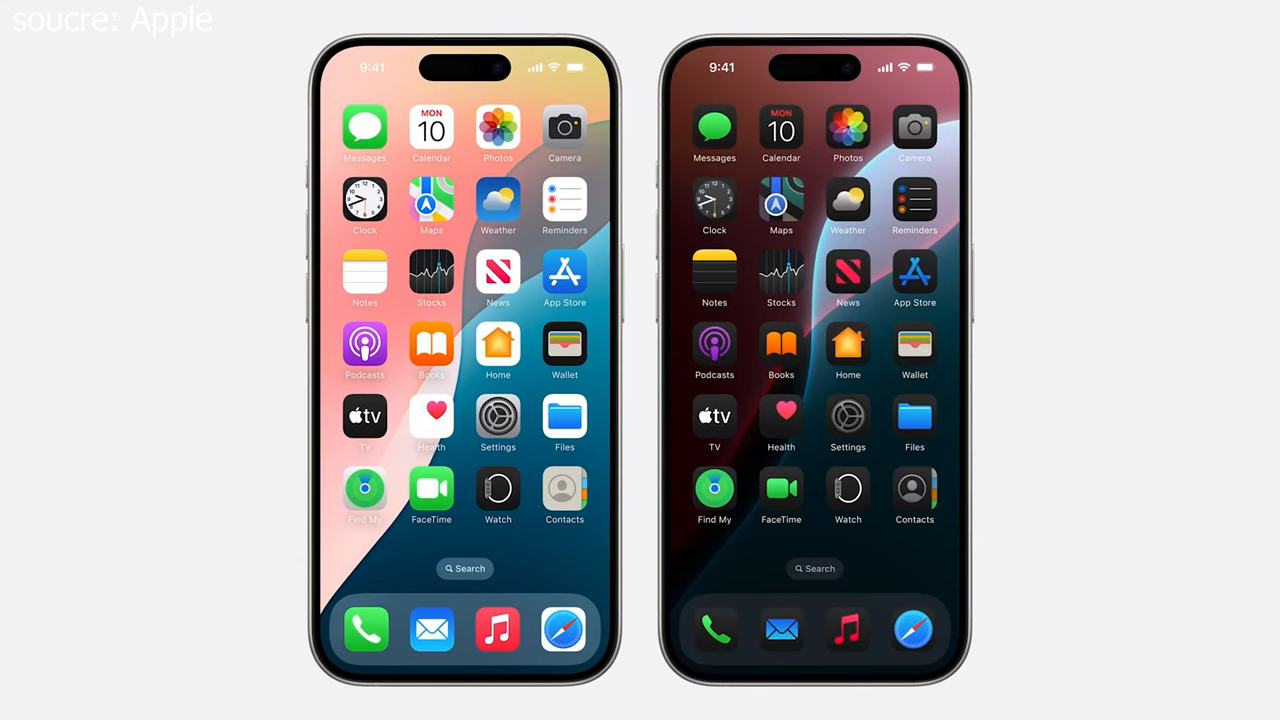 soucre: Apple
9:41
MON
10
Messages Calendar Photos Camera
Clock Maps Weather Reminders
Notes Stocks News App Store
Podcasts Books Home Wallet
tv
TV Health Settings Files
Find My FaceTime Watch Contacts
Search
9:41
MON
10
Messages Calendar Photos Camera
Clock Maps Weather Reminders
Notes Stocks News App Store
Podcasts Books Home Wallet
tv
TV Health Settings Files
Find My FaceTime Watch Contacts
Search